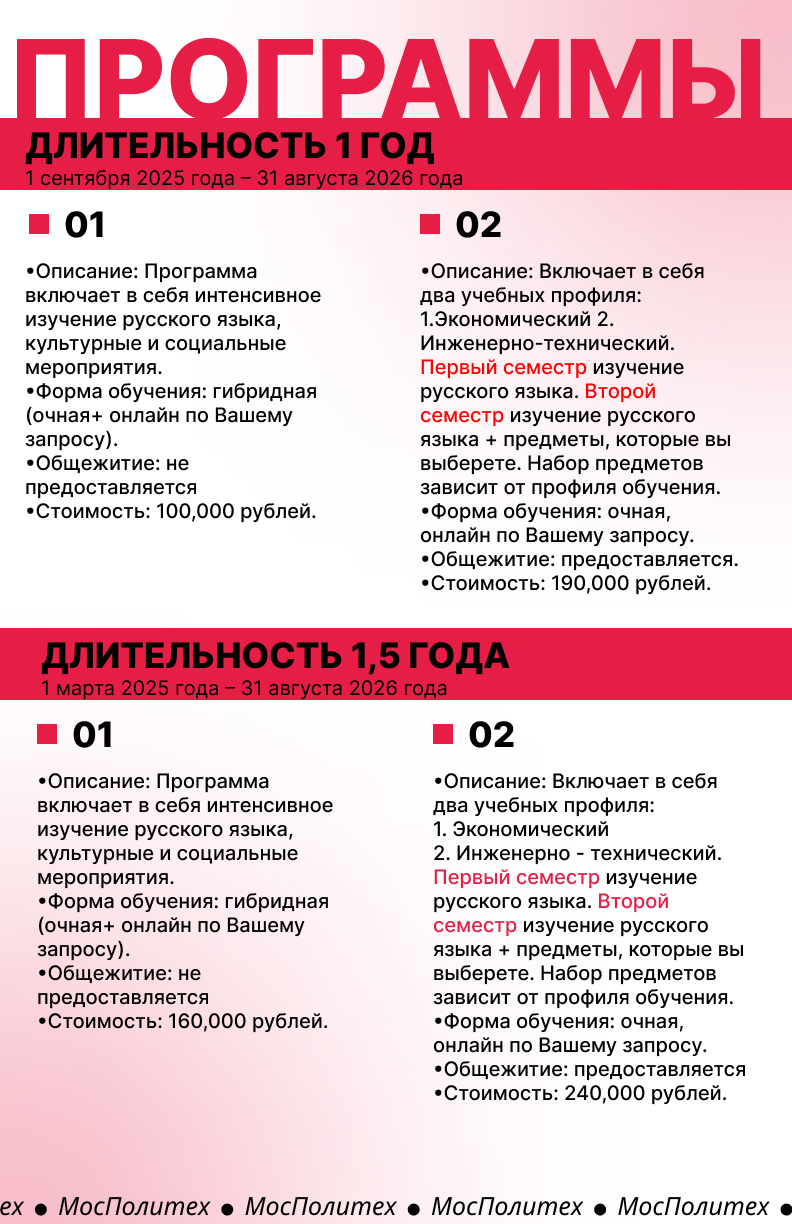 ПРОГРАММЫ
ДЛИТЕЛЬНОСТЬ 1 ГОД
1 сентября 2025 года – 31 августа 2026 года
01
•Описание: Программа
включает в себя интенсивное
изучение русского языка,
культурные и социальные
мероприятия.
•Форма обучения: гибридная
(очная+ онлайн по Вашему
запросу).
•Общежитие: не
предоставляется
•Стоимость: 100,000 рублей.
02
•Описание: Включает в себя
два учебных профиля:
1.Экономический 2.
Инженерно-технический.
Первый семестр изучение
русского языка. Второй
семестр изучение русского
языка + предметы, которые вы
выберете. Набор предметов
зависит от профиля обучения.
•Форма обучения: очная,
онлайн по Вашему запросу.
•Общежитие: предоставляется.
•Стоимость: 190,000 рублей.
ДЛИТЕЛЬНОСТЬ 1,5 ГОДА
1 марта 2025 года – 31 августа 2026 года
01
•Описание: Программа
включает в себя интенсивное
изучение русского языка,
культурные и социальные
мероприятия.
•Форма обучения: гибридная
(очная+ онлайн по Вашему
запросу).
•Общежитие: не
предоставляется
•Стоимость: 160,000 рублей.
02
•Описание: Включает в себя
два учебных профиля:
1. Экономический
2. Инженерно - технический.
Первый семестр изучение
русского языка. Второй
семестр изучение русского
языка + предметы, которые вы
выберете. Набор предметов
зависит от профиля обучения.
•Форма обучения: очная,
онлайн по Вашему запросу.
•Общежитие: предоставляется
•Стоимость: 240,000 рублей.
ех ● МосПолитех ● МосПолитех ● МосПолитех ● МосПолитех ●